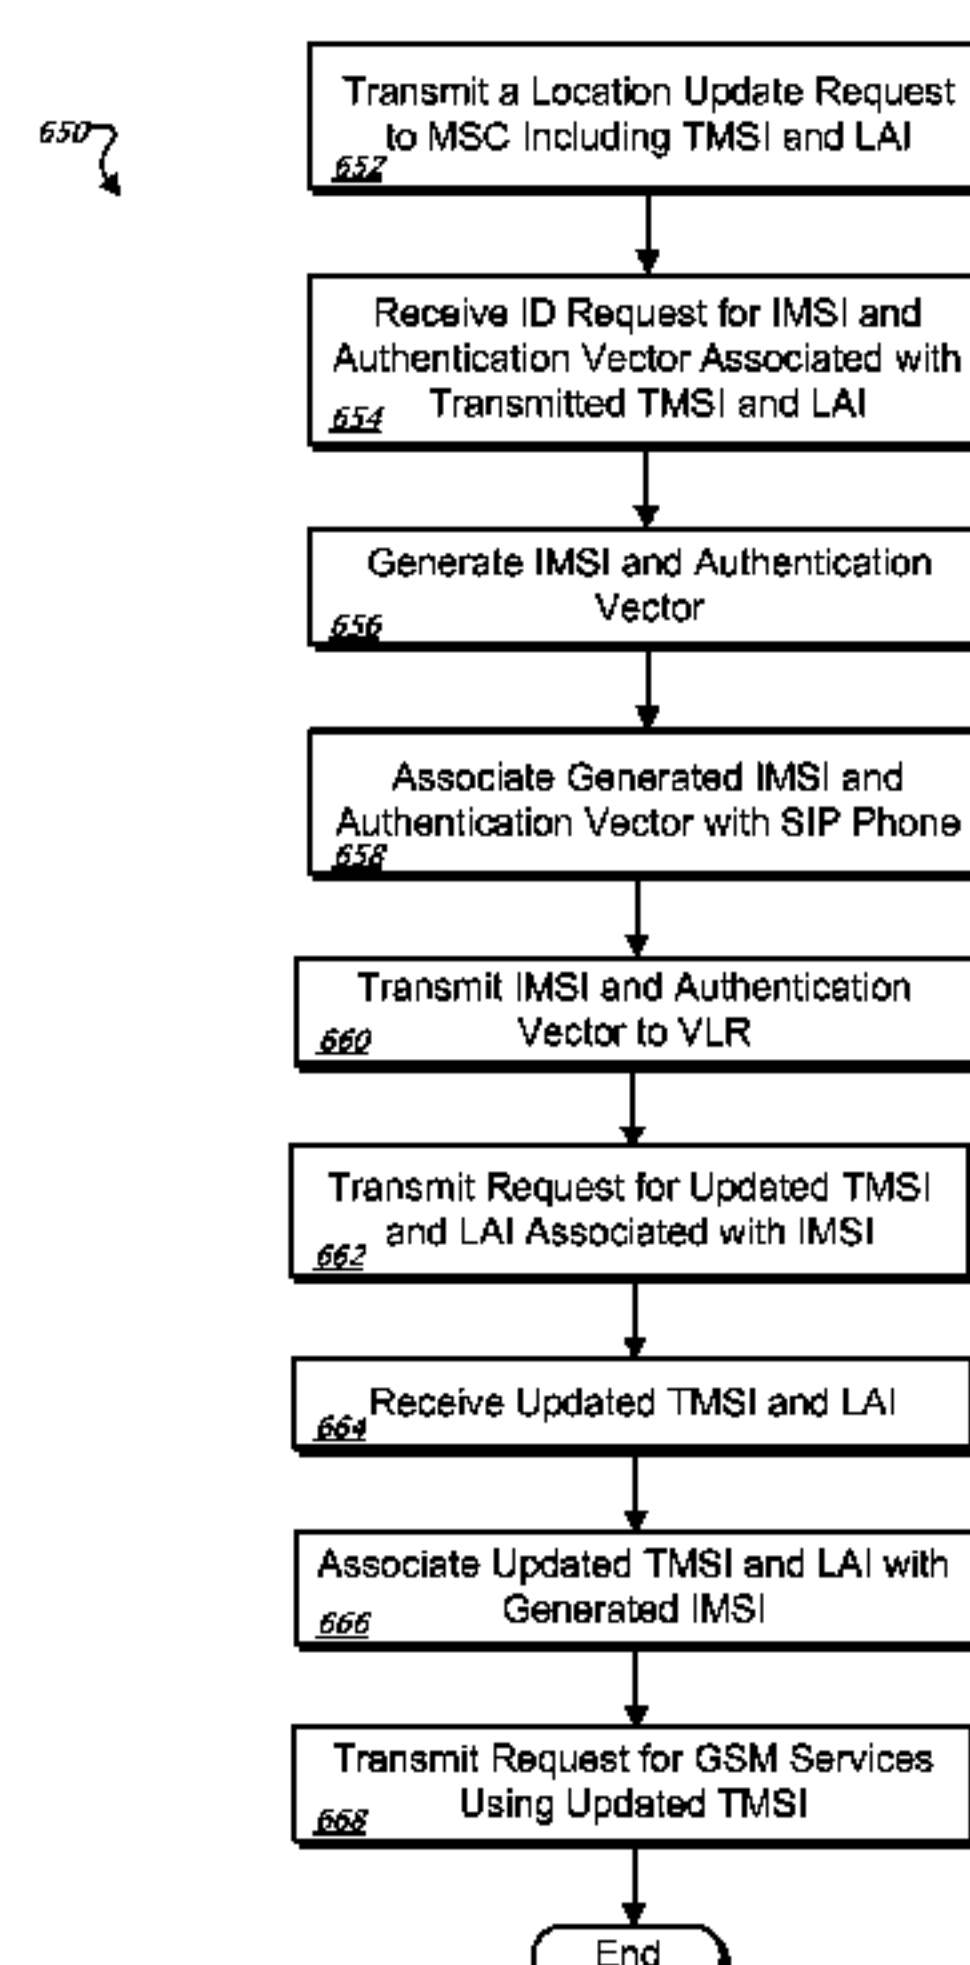 650
Transmit a Location Update Request
to MSC Including TMSI and LAI
652
Receive ID Request for IMSI and
Authentication Vector Associated with
Transmitted TMSI and LAI
654
Generate IMSI and Authentication
Vector
656
Associate Generated IMSI and
Authentication Vector with SIP Phone
658
Transmit IMSI and Authentication
Vector to VLR
660
Transmit Request for Updated TMSI
and LAI Associated with IMSI
662
Receive Updated TMSI and LAI
664
Associate Updated TMSI and LAI with
Generated IMSI
666
Transmit Request for GSM Services
Using Updated TMSI
668
End